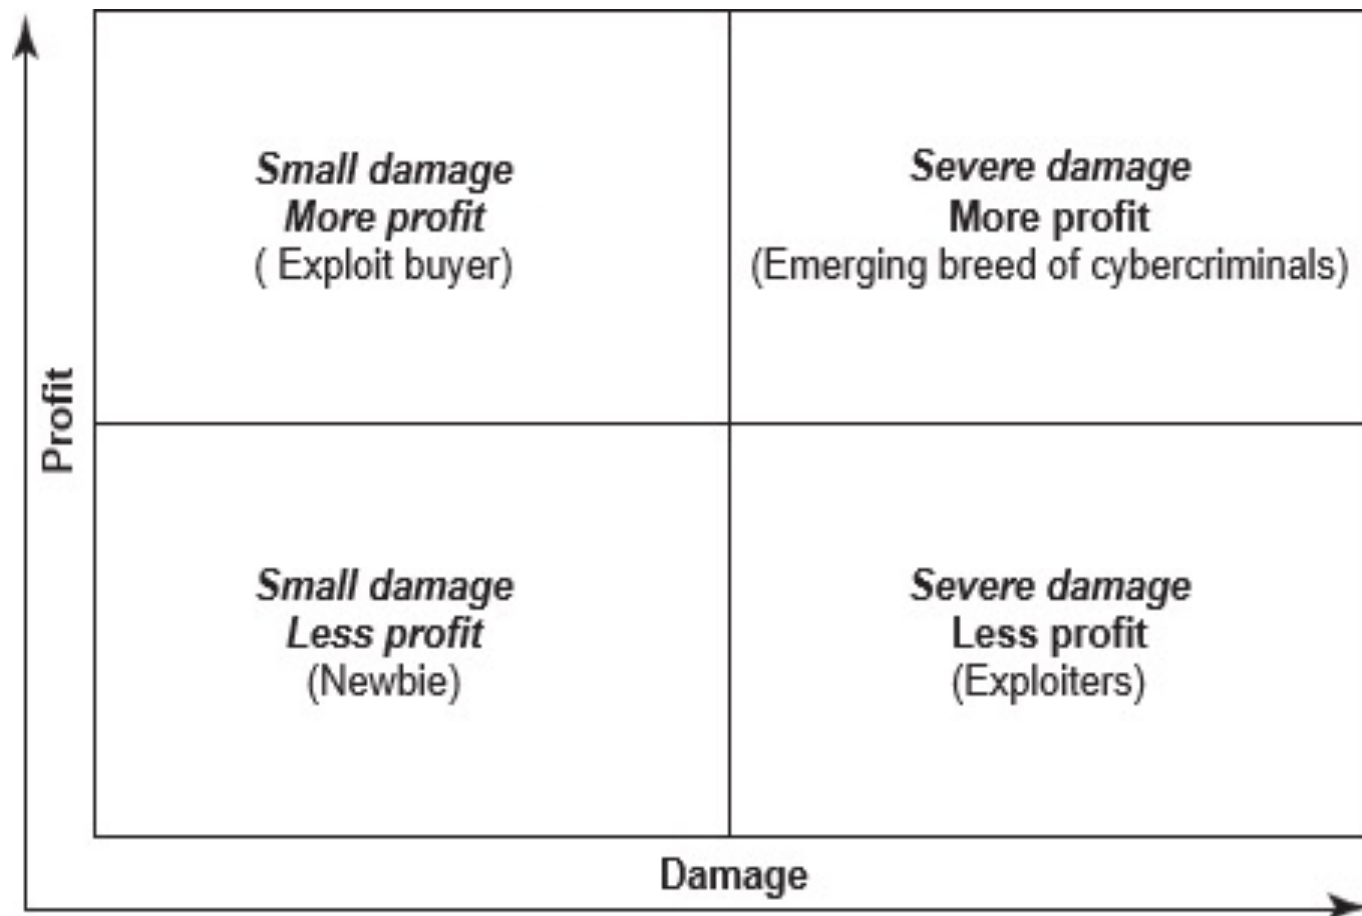 Small damage
More profit
( Exploit buyer)
Severe damage
More profit
(Emerging breed of cybercriminals)
Profit
Small damage
Less profit
(Newbie)
Severe damage
Less profit
(Exploiters)
Damage